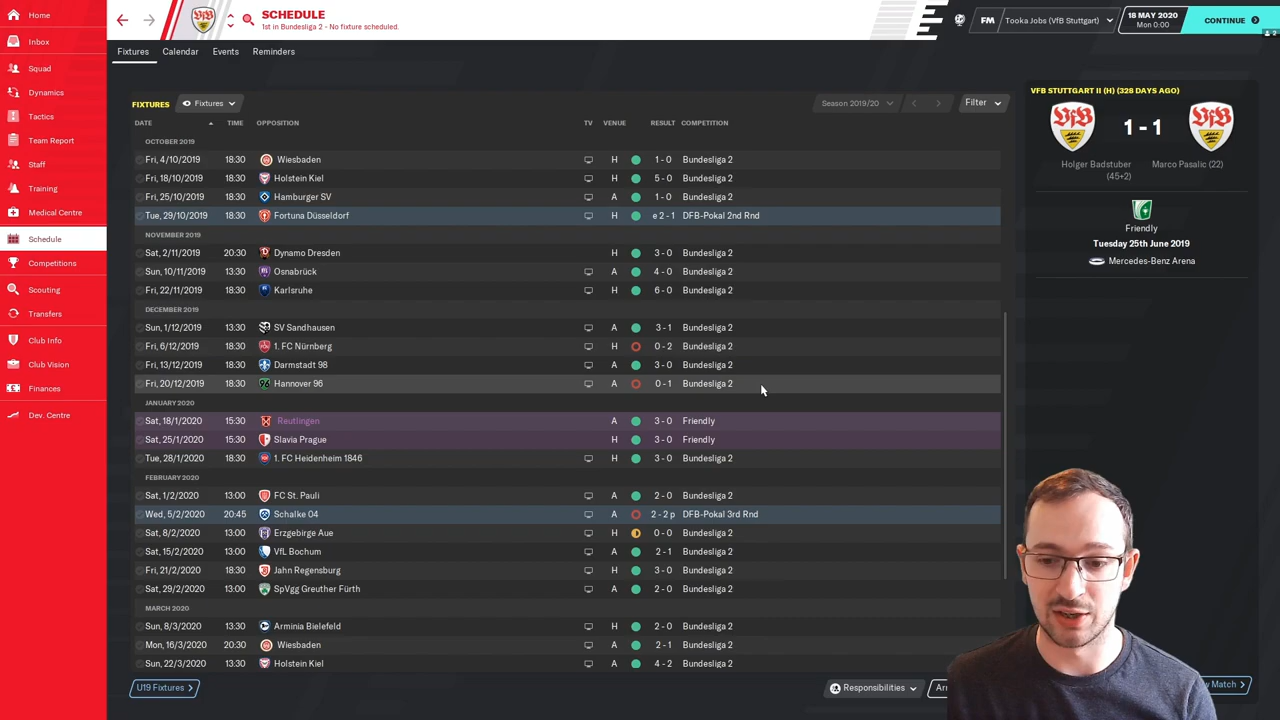 Home
Inbox
Squad
Dynamics
Tactics
Team Report
Staff
Training
Medical Centre
Schedule
Competitions
Scouting
Transfers
Club Info
Club Vision
Finances
Dev. Centre
SCHEDULE
1st in Bundesliga 2 - No fixture scheduled.
FM
Tooka Jobs (VfB Stuttgart)
18 MAY 2020
Mon 0:00
CONTINUE
2
Fixtures Calendar Events Reminders
FIXTURES Fixtures Season 2019/20 Filter
DATE TIME OPPOSITION TV VENUE RESULT COMPETITION
OCTOBER 2019
Fri, 4/10/2019 18:30 Wiesbaden H 1 - 0 Bundesliga 2
Fri, 18/10/2019 18:30 Holstein Kiel H 5 - 0 Bundesliga 2
Fri, 25/10/2019 18:30 Hamburger SV A 1 - 0 Bundesliga 2
Tue, 29/10/2019 18:30 Fortuna Düsseldorf H e 2 - 1 DFB-Pokal 2nd Rnd
NOVEMBER 2019
Sat, 2/11/2019 20:30 Dynamo Dresden H 3 - 0 Bundesliga 2
Sun, 10/11/2019 13:30 Osnabrück A 4 - 0 Bundesliga 2
Fri, 22/11/2019 18:30 Karlsruhe H 6 - 0 Bundesliga 2
DECEMBER 2019
Sun, 1/12/2019 13:30 SV Sandhausen A 3 - 1 Bundesliga 2
Fri, 6/12/2019 18:30 1. FC Nürnberg H 0 - 2 Bundesliga 2
Fri, 13/12/2019 18:30 Darmstadt 98 A 3 - 0 Bundesliga 2
Fri, 20/12/2019 18:30 Hannover 96 A 0 - 1 Bundesliga 2
JANUARY 2020
Sat, 18/1/2020 15:30 Reutlingen A 3 - 0 Friendly
Sat, 25/1/2020 15:30 Slavia Prague H 3 - 0 Friendly
Tue, 28/1/2020 18:30 1. FC Heidenheim 1846 H 3 - 0 Bundesliga 2
FEBRUARY 2020
Sat, 1/2/2020 13:00 FC St. Pauli A 2 - 0 Bundesliga 2
Wed, 5/2/2020 20:45 Schalke 04 A 2 - 2 p DFB-Pokal 3rd Rnd
Sat, 8/2/2020 13:00 Erzgebirge Aue H 0 - 0 Bundesliga 2
Sat, 15/2/2020 13:00 VfL Bochum A 2 - 1 Bundesliga 2
Fri, 21/2/2020 18:30 Jahn Regensburg H 3 - 0 Bundesliga 2
Sat, 29/2/2020 13:00 SpVgg Greuther Fürth A 2 - 0 Bundesliga 2
MARCH 2020
Sun, 8/3/2020 13:30 Arminia Bielefeld H 2 - 0 Bundesliga 2
Mon, 16/3/2020 20:30 Wiesbaden A 2 - 1 Bundesliga 2
Sun, 22/3/2020 13:30 Holstein Kiel A 4 - 2 Bundesliga 2
U19 Fixtures
Responsibilities
VFB STUTTGART II (H) (328 DAYS AGO)
1 - 1
Holger Badstuber
(45+2)
Marco Pasalic (22)
Friendly
Tuesday 25th June 2019
Mercedes-Benz Arena
Match